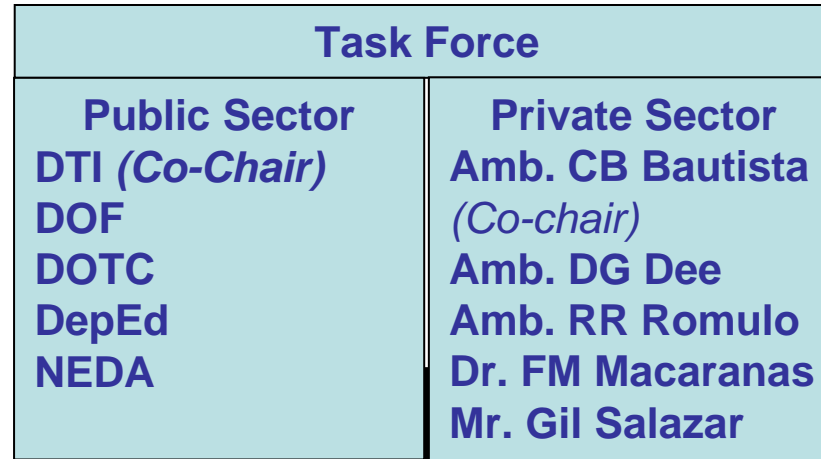 Task Force
Public Sector
DTI (Co-Chair)
DOF
DOTC
DepEd
NEDA
Private Sector
Amb. CB Bautista
(Co-chair)
Amb. DG Dee
Amb. RR Romulo
Dr. FM Macaranas
Mr. Gil Salazar